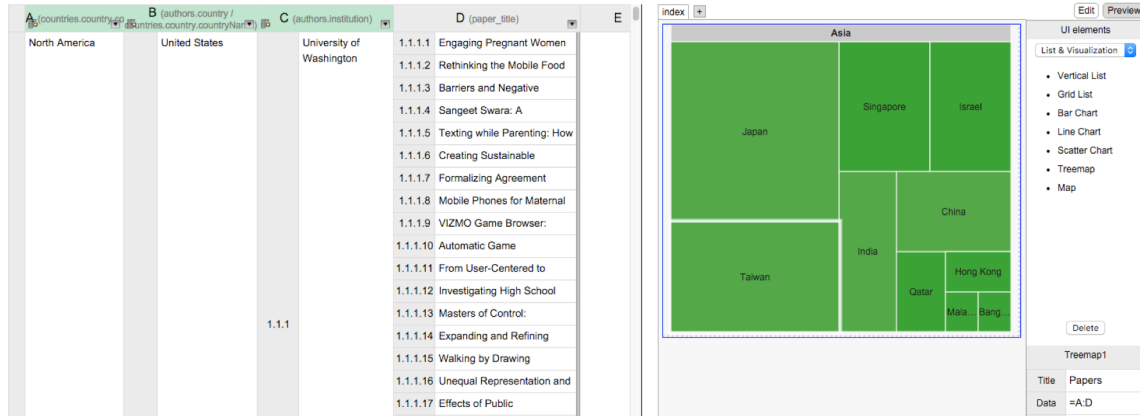 A (countries.country.co
B (authors.country /
countries.country.countryNam
C (authors.institution)
D (paper_title)
E
North America
United States
University of
Washington
1.1.1
1.1.1.1 Engaging Pregnant Women
1.1.1.2 Rethinking the Mobile Food
1.1.1.3 Barriers and Negative
1.1.1.4 Sangeet Swara: A
1.1.1.5 Texting while Parenting: How
1.1.1.6 Creating Sustainable
1.1.1.7 Formalizing Agreement
1.1.1.8 Mobile Phones for Maternal
1.1.1.9 VIZMO Game Browser:
1.1.1.10 Automatic Game
1.1.1.11 From User-Centered to
1.1.1.12 Investigating High School
1.1.1.13 Masters of Control:
1.1.1.14 Expanding and Refining
1.1.1.15 Walking by Drawing
1.1.1.16 Unequal Representation and
1.1.1.17 Effects of Public
index +
Edit Preview
Asia
Japan
Singapore
Israel
Taiwan
India
China
Qatar
Hong Kong
Mala...
Bang...
UI elements
List & Visualization
• Vertical List
• Grid List
• Bar Chart
• Line Chart
• Scatter Chart
• Treemap
• Map
Delete
Treemap1
Title Papers
Data =A:D